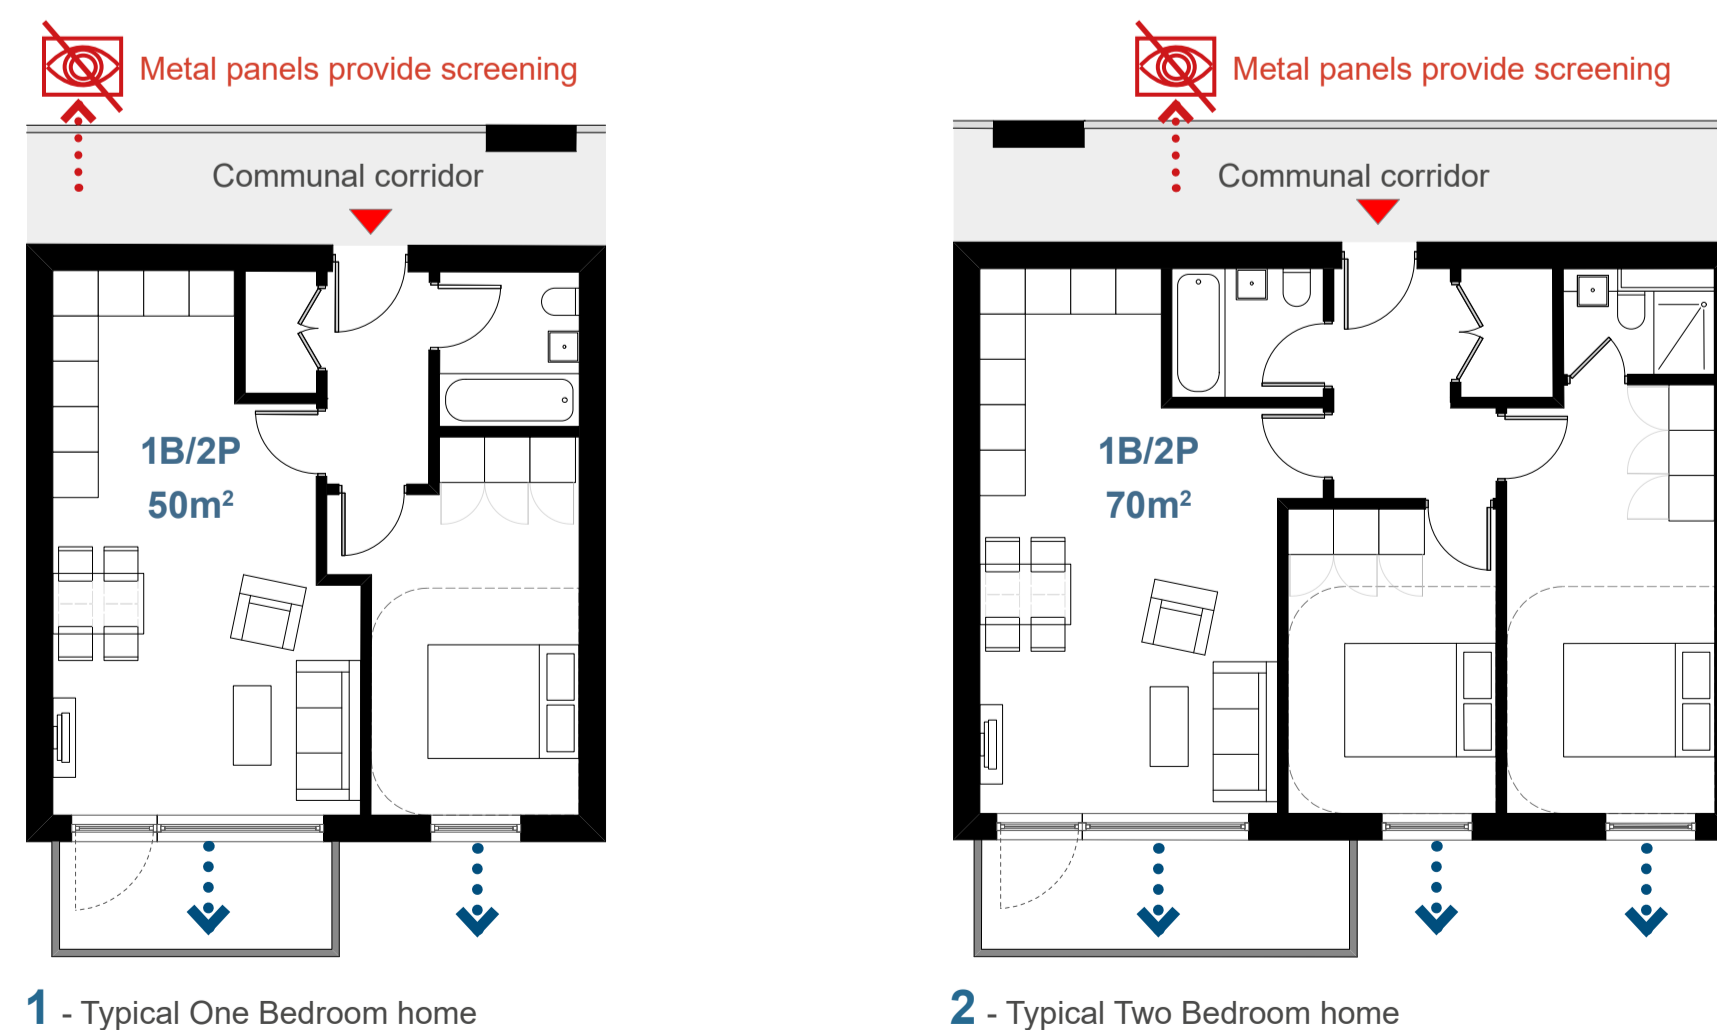 Metal panels provide screening
Communal corridor
1B/2P
50m²
1 - Typical One Bedroom home
Metal panels provide screening
Communal corridor
1B/2P
70m²
2 - Typical Two Bedroom home